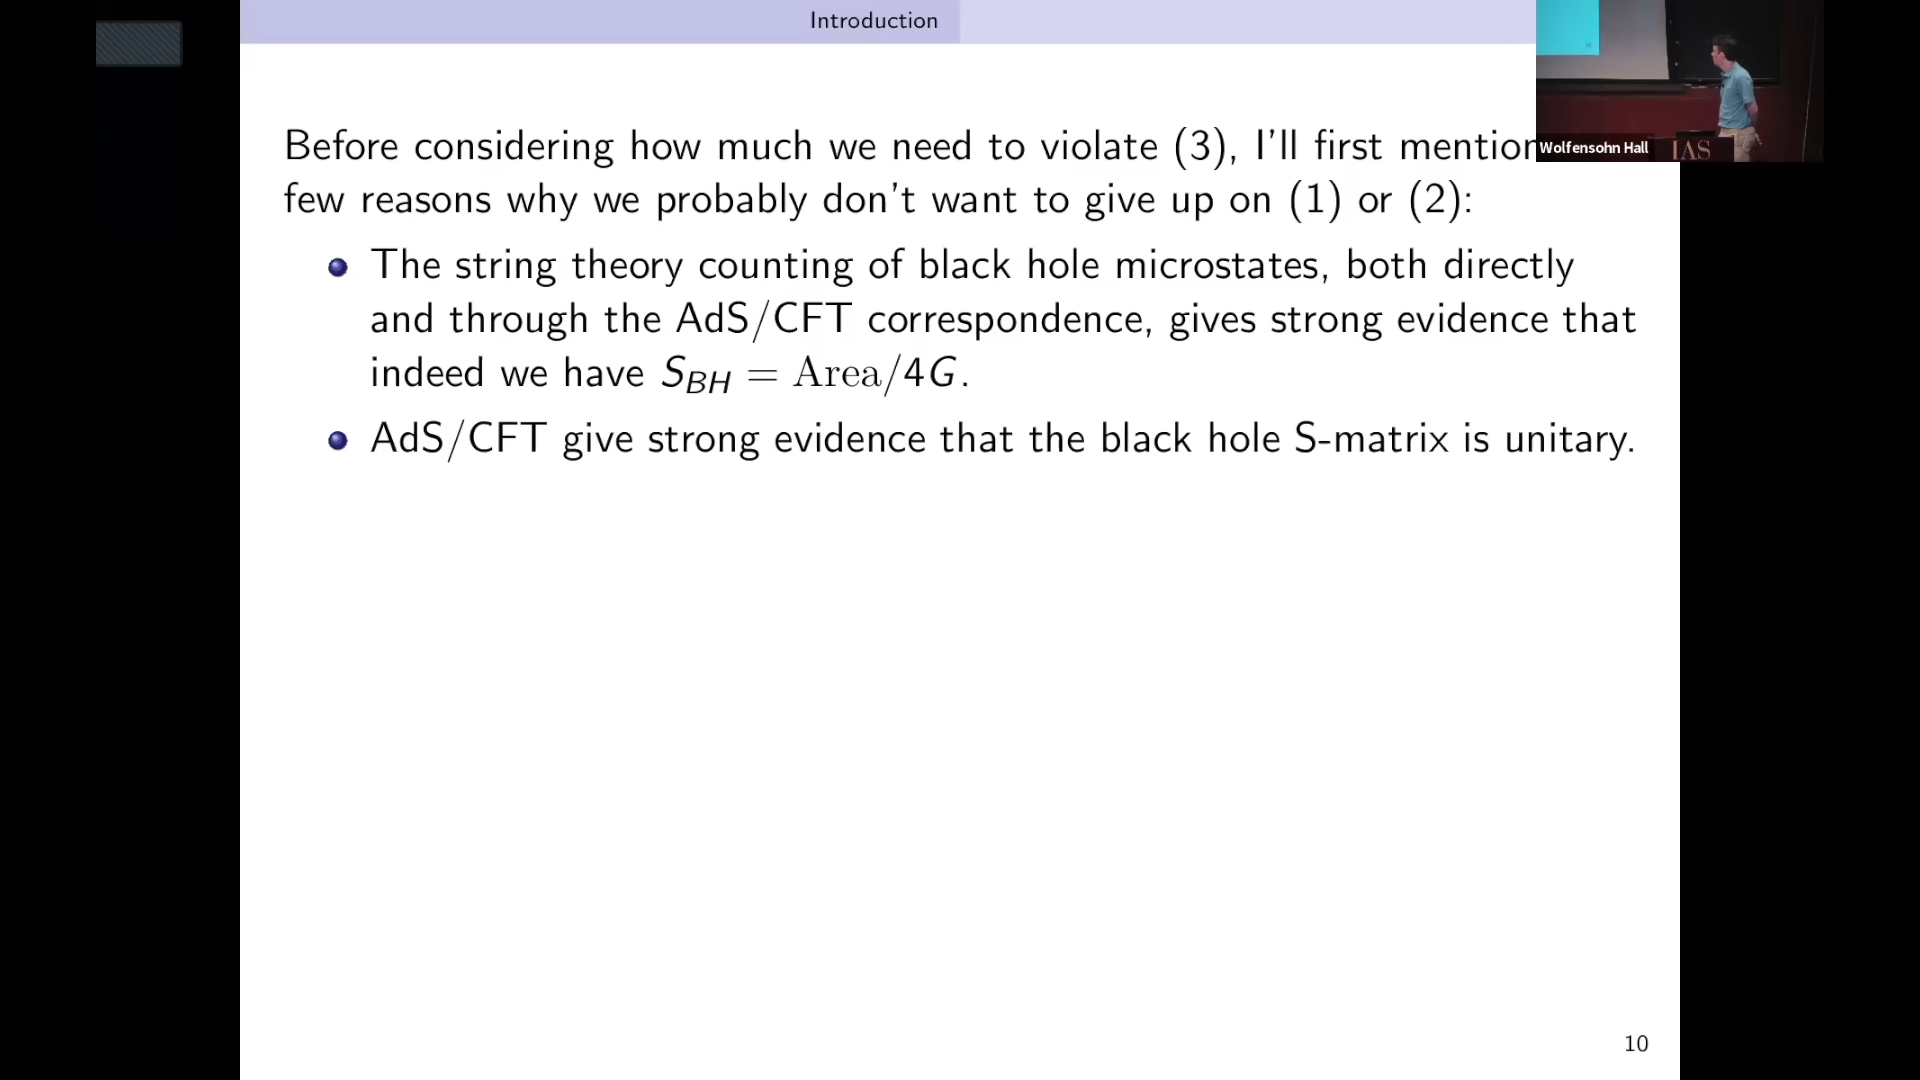 Introduction
Before considering how much we need to violate (3), I'll first mention
few reasons why we probably don't want to give up on (1) or (2):
The string theory counting of black hole microstates, both directly
and through the AdS/CFT correspondence, gives strong evidence that
indeed we have S_BH = Area/4G.
AdS/CFT give strong evidence that the black hole S-matrix is unitary.
10
Wolfensohn Hall
IAS